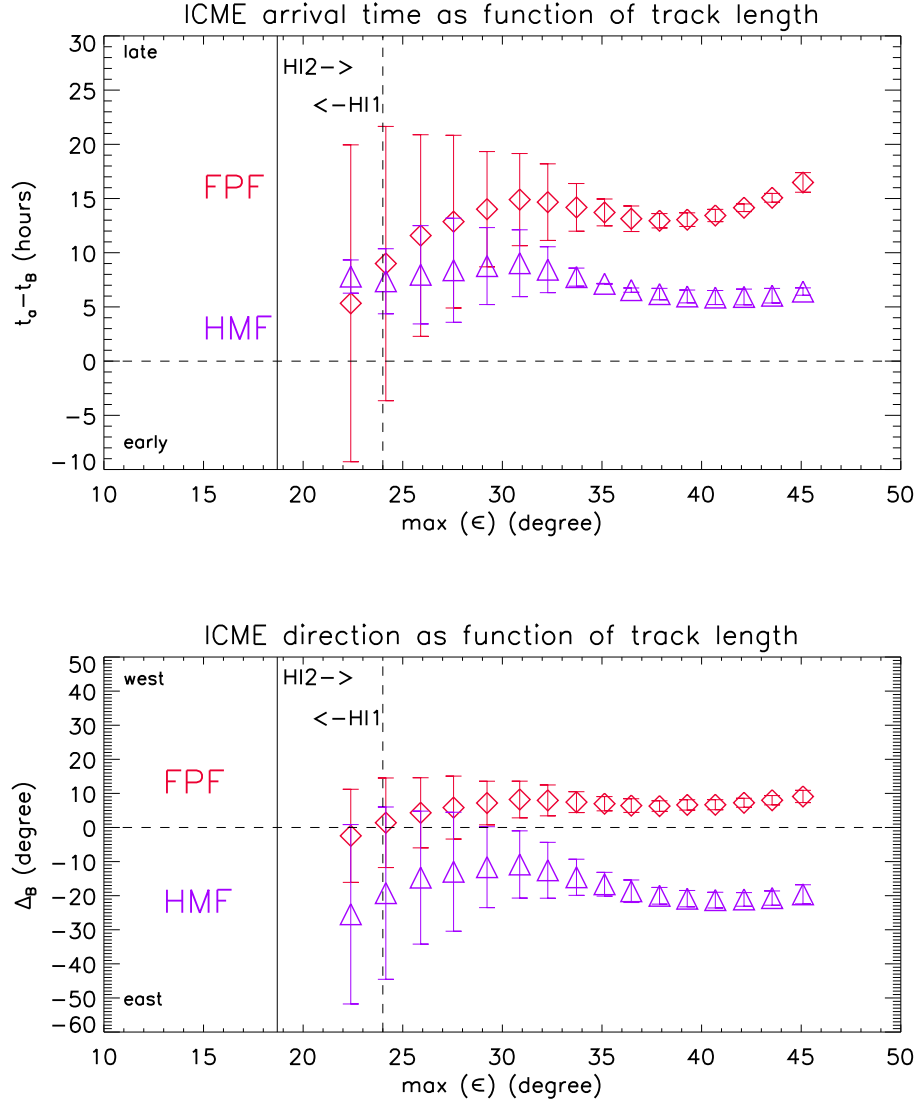 ICME arrival time as function of track length
30
25
20
15
10
5
0
−5
−10
late
HI2−>
<−HI1
FPF
HMF
early
t_a−t_B (hours)
10 15 20 25 30 35 40 45 50
max (ϵ) (degree)
ICME direction as function of track length
50
40
30
20
10
0
−10
−20
−30
−40
−50
−60
west
HI2−>
<−HI1
FPF
HMF
east
Δ_B (degree)
10 15 20 25 30 35 40 45 50
max (ϵ) (degree)